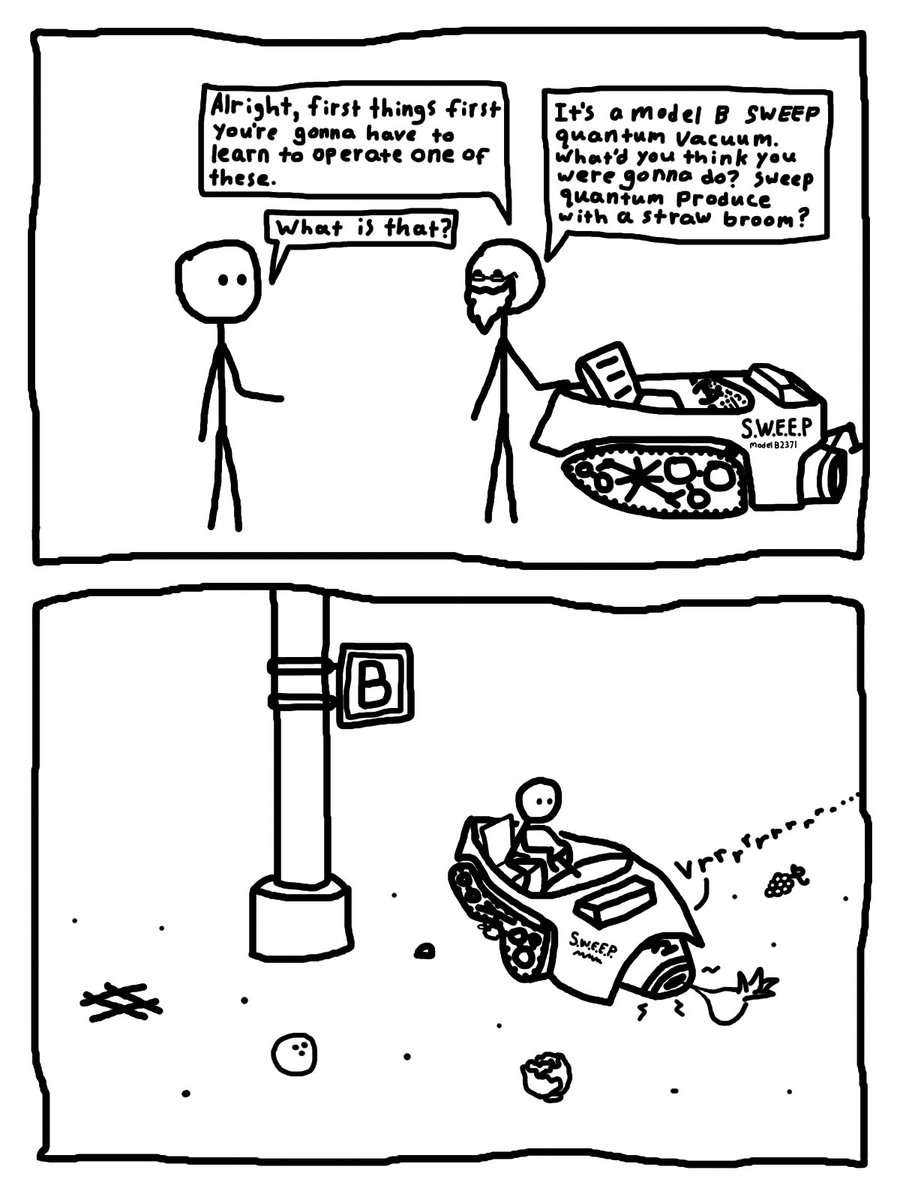 Alright, first things first
you're gonna have to
learn to operate one of
these.
What is that?
It's a model B SWEEP
quantum vacuum.
What'd you think you
were gonna do? Sweep
quantum Produce
with a straw broom?
S.W.E.E.P
Model B2371
B
Vrrrrrrrrr.....
S.W.E.E.P.